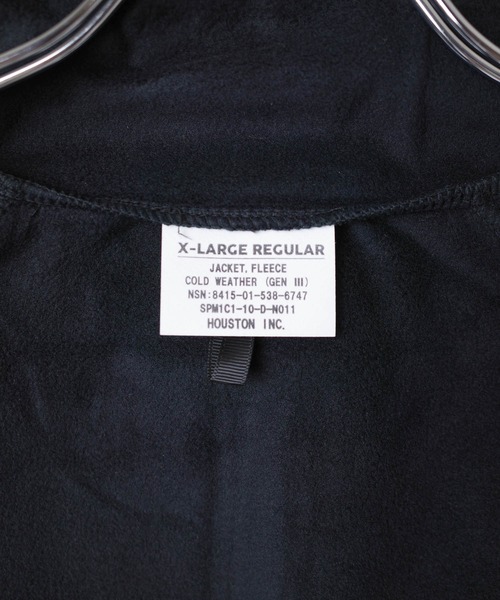 X-LARGE REGULAR
JACKET, FLEECE
COLD WEATHER (GEN III)
NSN:8415-01-538-6747
SPM1C1-10-D-N011
HOUSTON INC.